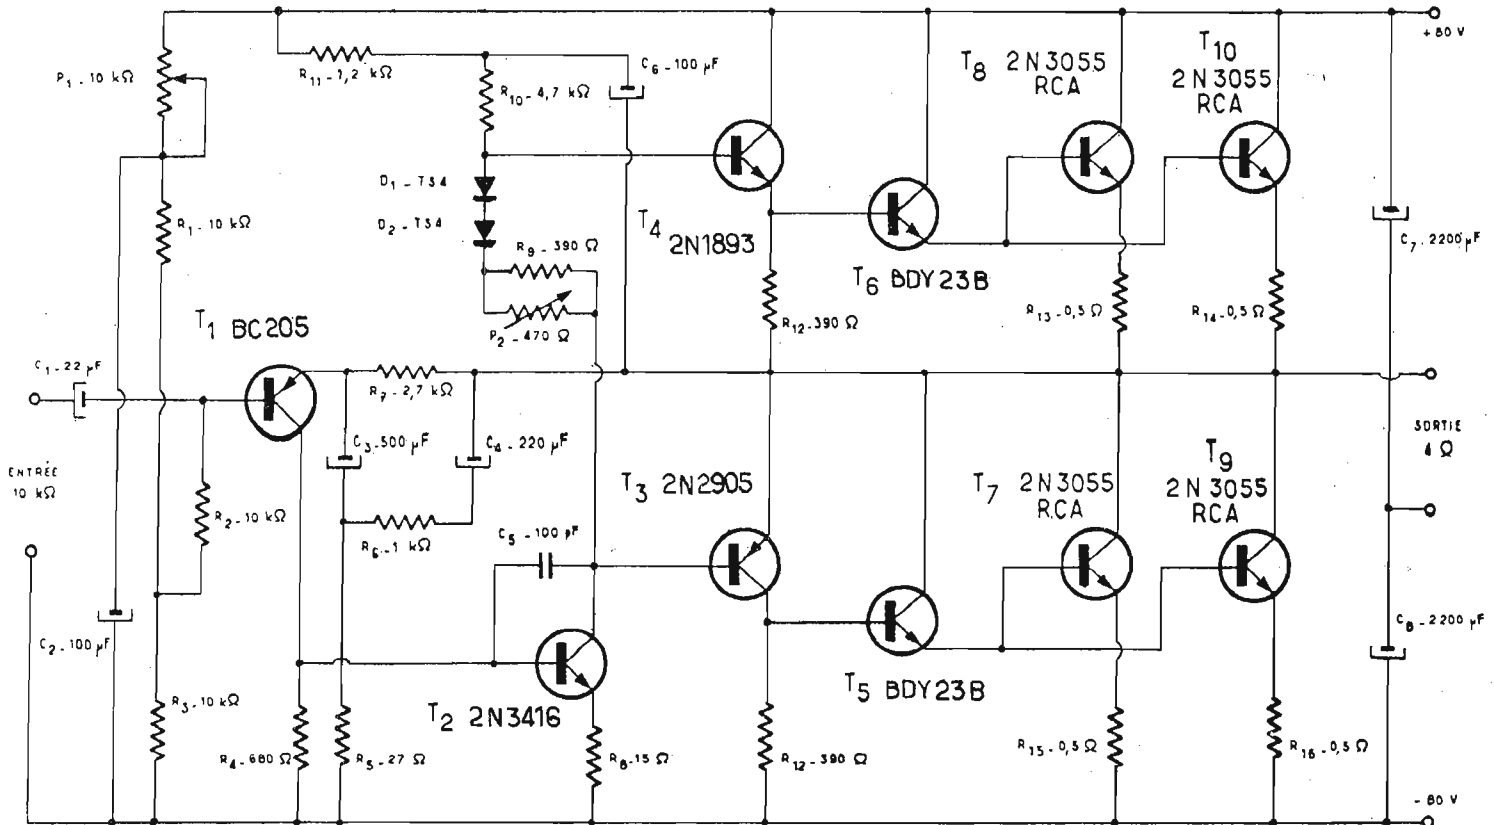 +80 V
P1-10 kΩ
R11-1,2 kΩ
R10-4,7 kΩ
C6-100 µF
T8 2N3055
RCA
T10
2N3055
RCA
R1-10 kΩ
D1-TS4
D2-TS4
R9-390 Ω
P2-470 Ω
T4
2N1893
T6 BDY23B
R12-390 Ω
R13-0,5 Ω
R14-0,5 Ω
C7-2200 µF
T1 BC205
C1-22 µF
R7-2,7 kΩ
C3-500 µF
C4-220 µF
ENTRÉE
10 kΩ
R2-10 kΩ
R6-1 kΩ
C5-100 pF
T3 2N2905
T7 2N3055
RCA
T9
2N3055
RCA
SORTIE
4 Ω
C2-100 µF
R3-10 kΩ
R4-680 Ω
R5-27 Ω
T2 2N3416
R8-15 Ω
R12-390 Ω
T5 BDY23B
R15-0,5 Ω
R16-0,5 Ω
C8-2200 µF
-80 V